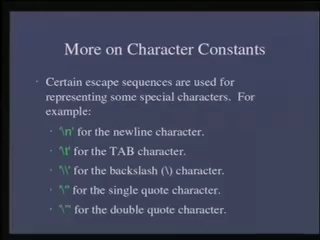 More on Character Constants
Certain escape sequences are used for
representing some special characters. For
example:
'\n' for the newline character.
'\t' for the TAB character.
'\\' for the backslash (\) character.
'\'' for the single quote character.
'\"' for the double quote character.